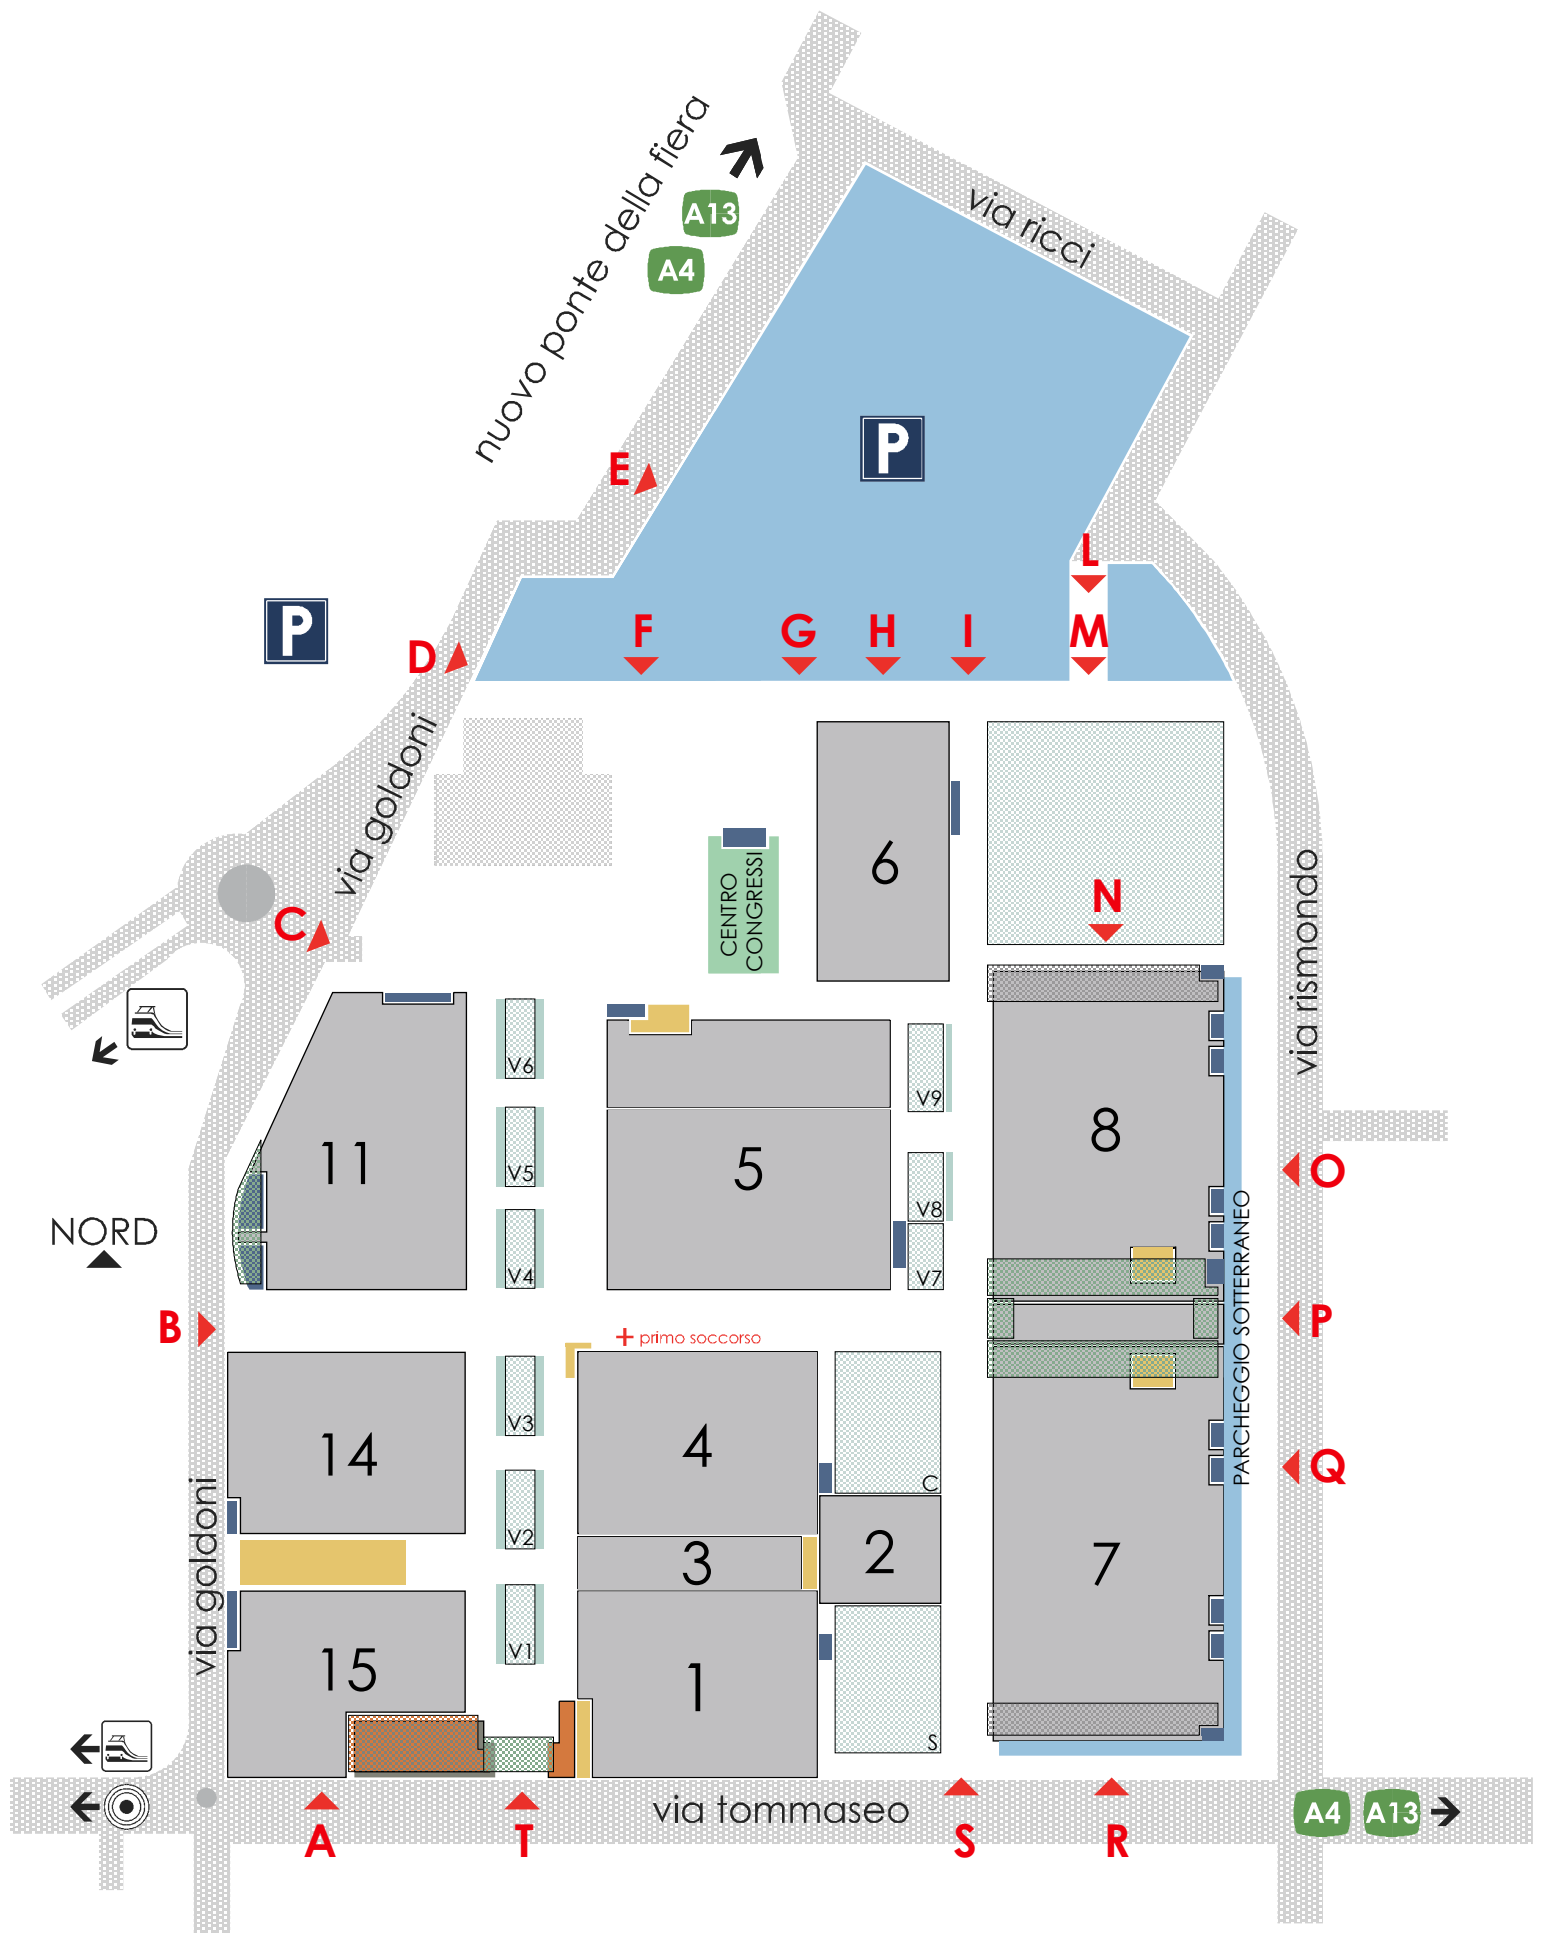 nuovo ponte della fiera
A13
A4
via ricci
P
E
L
P
D
F
G
H
I
M
via goldoni
C
6
CENTRO
CONGRESSI
N
via rismondo
V6
V9
8
11
V5
5
V8
O
NORD
V4
V7
PARCHEGGIO SOTTERRANEO
B
P
+ primo soccorso
V3
14
4
C
Q
via goldoni
V2
3
2
7
V1
15
1
S
via tommaseo
A4
A13
A
T
S
R